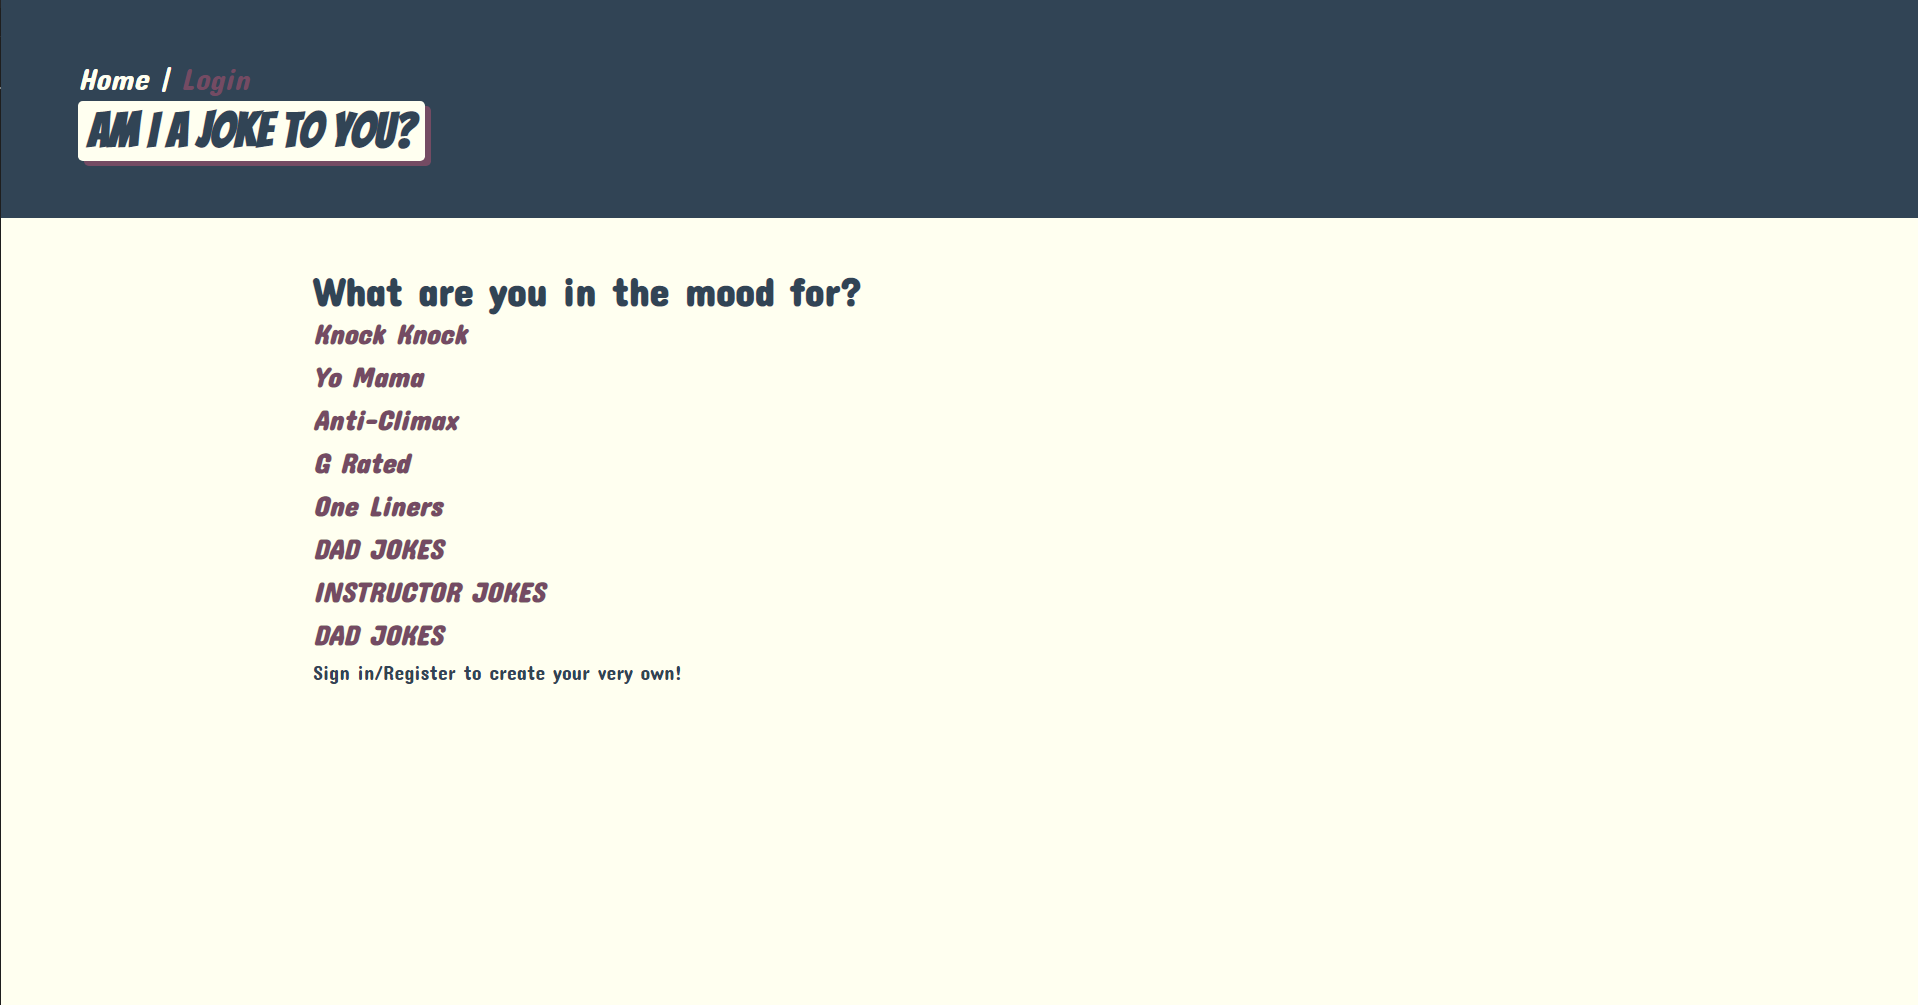 Home | Login
AM I A JOKE TO YOU?
What are you in the mood for?
Knock Knock
Yo Mama
Anti-Climax
G Rated
One Liners
DAD JOKES
INSTRUCTOR JOKES
DAD JOKES
Sign in/Register to create your very own!